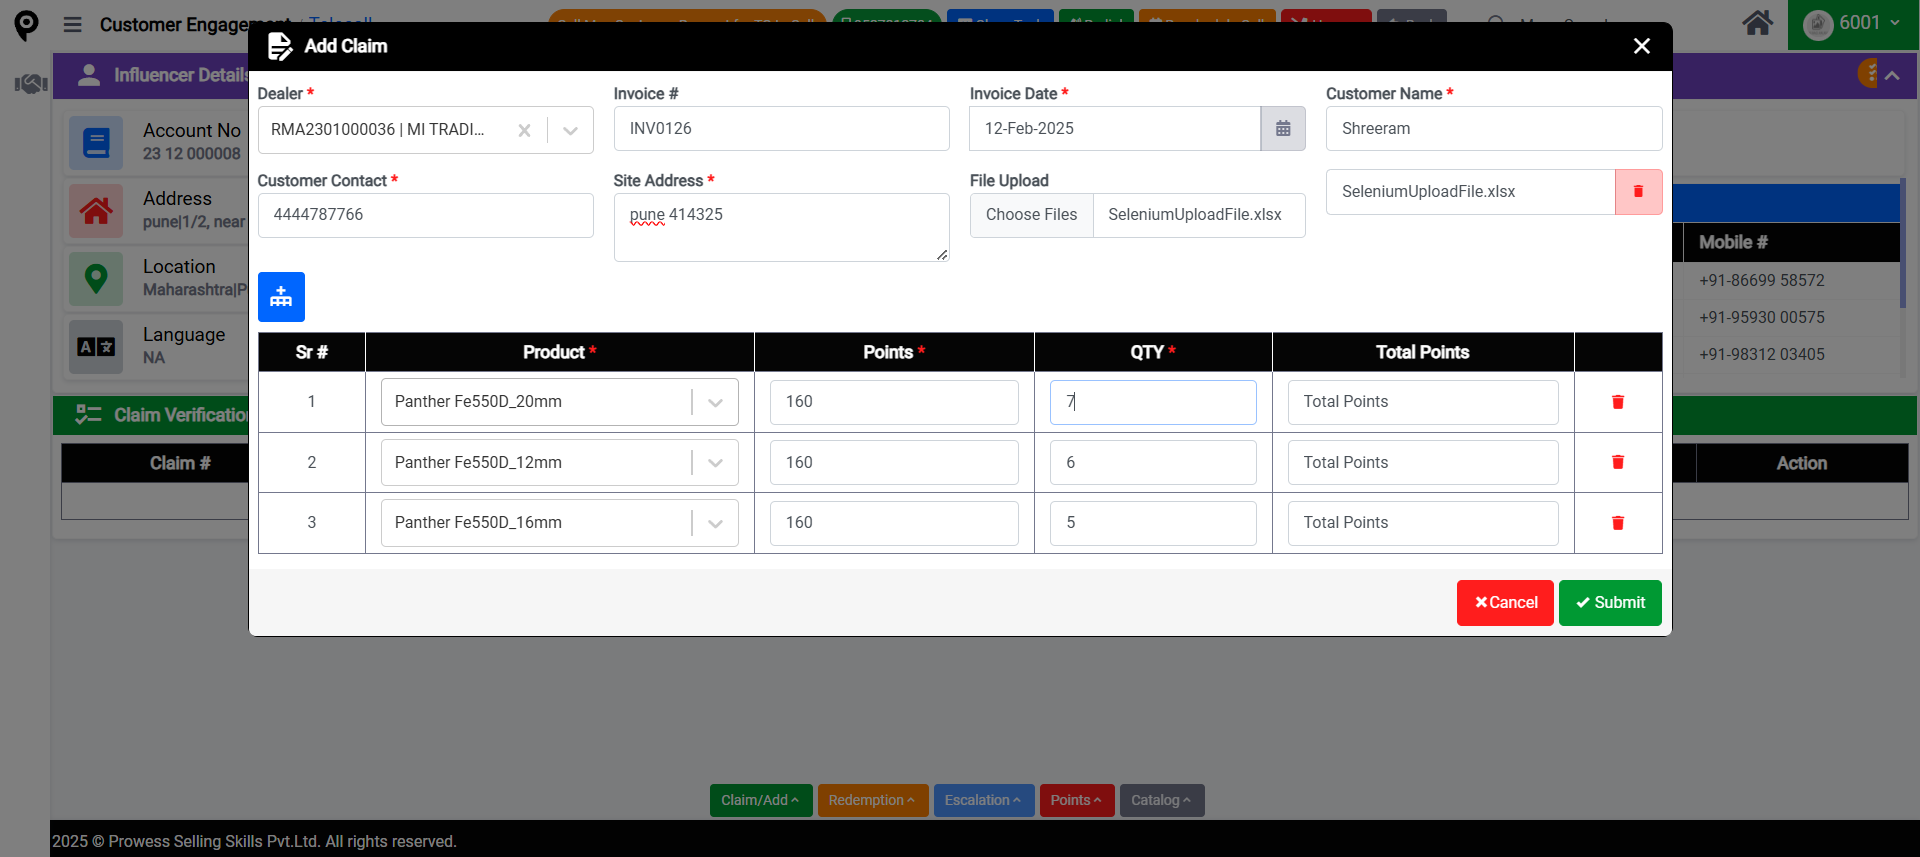 Customer Engagement / Telecall
6001
Add Claim
Influencer Details
Dealer *
Invoice #
Invoice Date *
Customer Name *
RMA2301000036 | MI TRADI...
INV0126
12-Feb-2025
Shreeram
Account No
23 12 000008
Customer Contact *
Site Address *
File Upload
SeleniumUploadFile.xlsx
4444787766
pune 414325
Choose Files SeleniumUploadFile.xlsx
Address
pune|1/2, near
Mobile #
Location
Maharashtra|P
+91-86699 58572
+91-95930 00575
+91-98312 03405
Language
NA
Sr # Product * Points * QTY * Total Points
1 Panther Fe550D_20mm 160 7 Total Points
2 Panther Fe550D_12mm 160 6 Total Points
3 Panther Fe550D_16mm 160 5 Total Points
Claim Verification
Claim #
Action
Cancel
Submit
Claim/Add
Redemption
Escalation
Points
Catalog
2025 © Prowess Selling Skills Pvt.Ltd. All rights reserved.